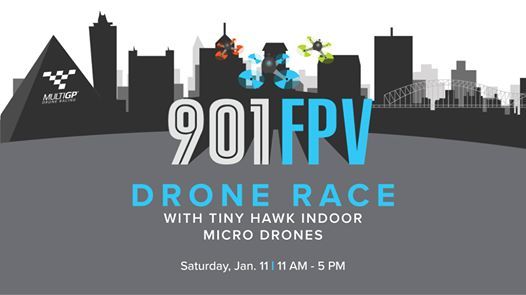 MULTIGP
DRONE RACING
901FPV
DRONE RACE
WITH TINY HAWK INDOOR
MICRO DRONES
Saturday, Jan. 11 | 11 AM - 5 PM